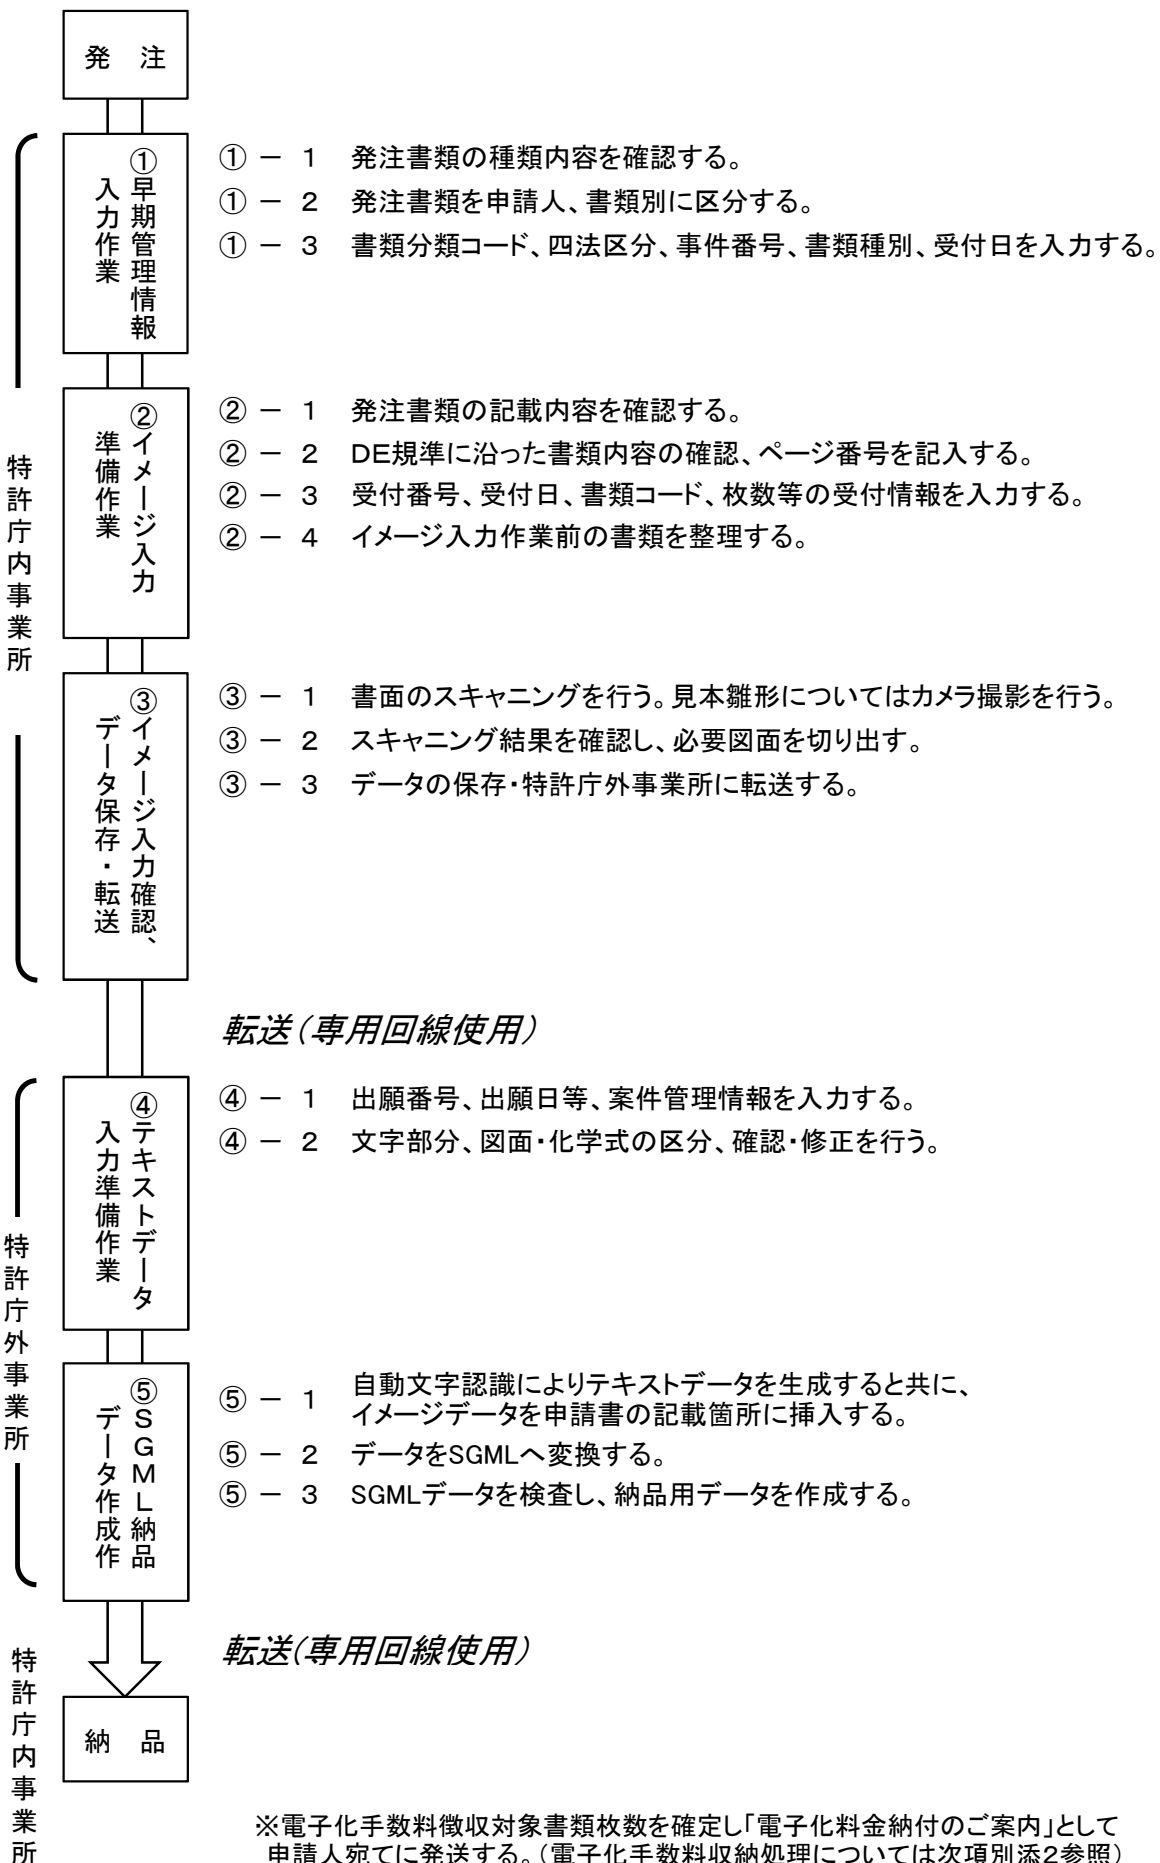 発　注
特許庁内事業所
①早期管理情報
入力作業
①－１　発注書類の種類内容を確認する。
①－２　発注書類を申請人、書類別に区分する。
①－３　書類分類コード、四法区分、事件番号、書類種別、受付日を入力する。
②イメージ入力
準備作業
②－１　発注書類の記載内容を確認する。
②－２　DE規準に沿った書類内容の確認、ページ番号を記入する。
②－３　受付番号、受付日、書類コード、枚数等の受付情報を入力する。
②－４　イメージ入力作業前の書類を整理する。
③イメージ入力確認、
データ保存・転送
③－１　書面のスキャニングを行う。見本雛形についてはカメラ撮影を行う。
③－２　スキャニング結果を確認し、必要図面を切り出す。
③－３　データの保存・特許庁外事業所に転送する。
転送（専用回線使用）
特許庁外事業所
④テキストデータ
入力準備作業
④－１　出願番号、出願日等、案件管理情報を入力する。
④－２　文字部分、図面・化学式の区分、確認・修正を行う。
⑤ＳＧＭＬ納品
データ作成作
⑤－１　自動文字認識によりテキストデータを生成すると共に、
イメージデータを申請書の記載箇所に挿入する。
⑤－２　データをSGMLへ変換する。
⑤－３　SGMLデータを検査し、納品用データを作成する。
転送（専用回線使用）
特許庁内事業所
納　品
※電子化手数料徴収対象書類枚数を確定し「電子化料金納付のご案内」として
申請人宛てに発送する。（電子化手数料収納処理については次項別添２参照）